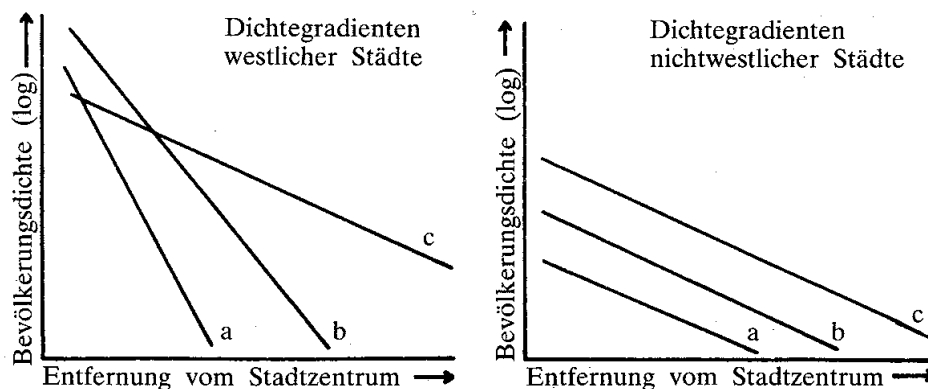 Dichtegradienten
westlicher Städte
Bevölkerungsdichte (log)
a
b
c
Entfernung vom Stadtzentrum
Dichtegradienten
nichtwestlicher Städte
Bevölkerungsdichte (log)
a
b
c
Entfernung vom Stadtzentrum